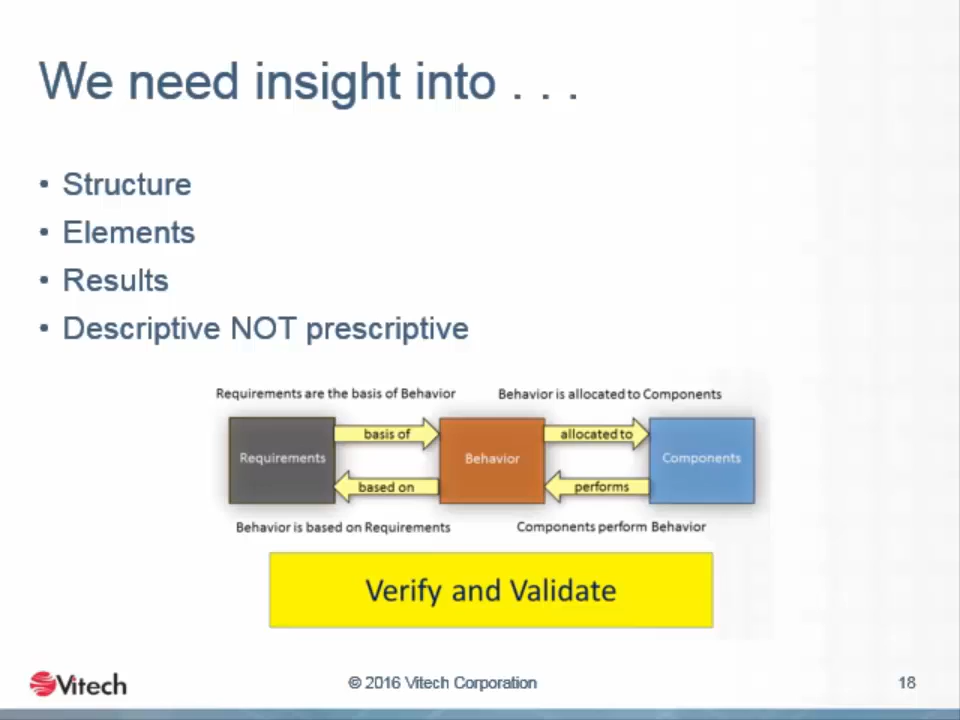 We need insight into . . .
• Structure
• Elements
• Results
• Descriptive NOT prescriptive
Requirements are the basis of Behavior
Behavior is allocated to Components
Requirements
basis of
Behavior
allocated to
Components
based on
performs
Behavior is based on Requirements
Components perform Behavior
Verify and Validate
Vitech
© 2016 Vitech Corporation
18